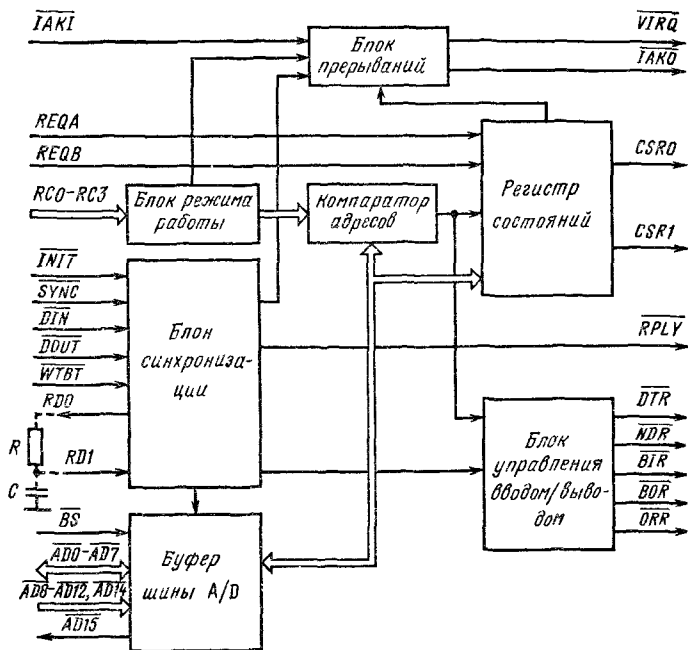 IAKI
Блок
прерываний
VIRQ
IAKO
REQA
REQB
RC0-RC3
Блок режима
работы
Компаратор
адресов
Регистр
состояний
CSR0
CSR1
INIT
SYNC
DIN
DOUT
WTBT
RD0
R
RD1
C
Блок
синхрониза-
ции
RPLY
Блок
управления
вводом/выво-
дом
DTR
NDR
BIR
BOR
ORR
BS
AD0-AD7
AD8-AD12, AD14
AD15
Буфер
шины A/D